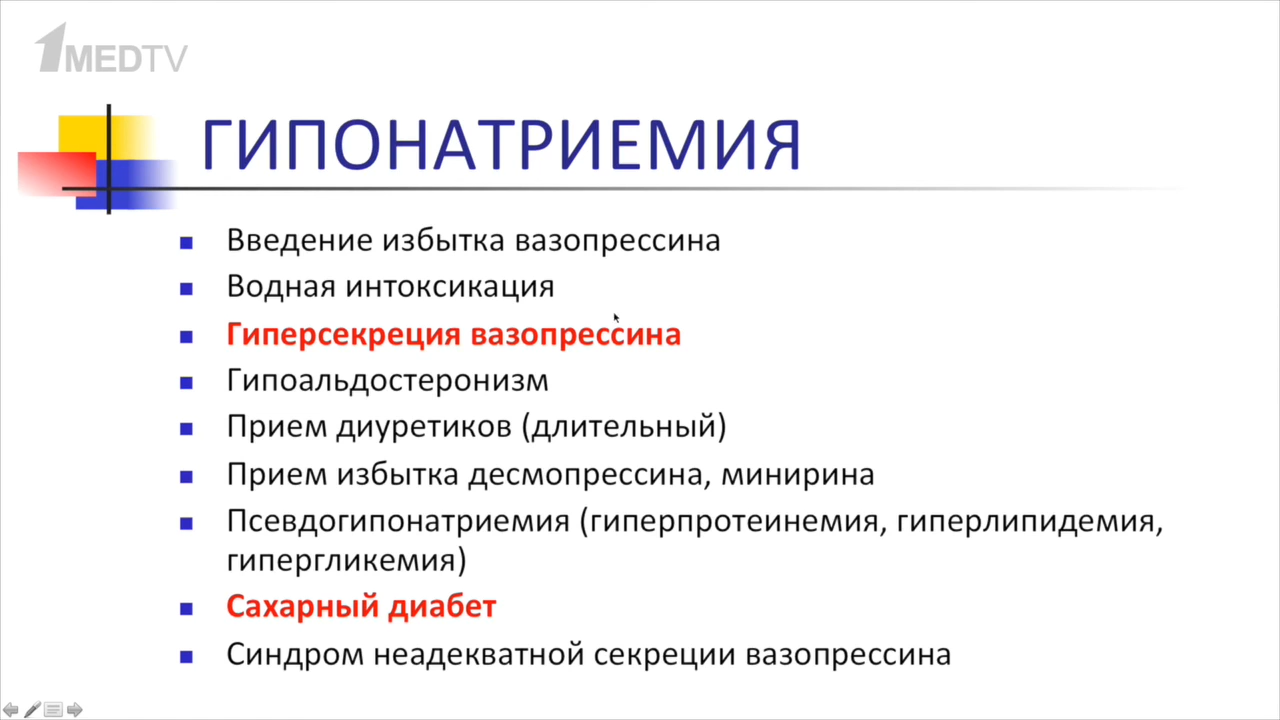 1MEDTV
ГИПОНАТРИЕМИЯ
Введение избытка вазопрессина
Водная интоксикация
Гиперсекреция вазопрессина
Гипоальдостеронизм
Прием диуретиков (длительный)
Прием избытка десмопрессина, минирина
Псевдогипонатриемия (гиперпротеинемия, гиперлипидемия,
гипергликемия)
Сахарный диабет
Синдром неадекватной секреции вазопрессина